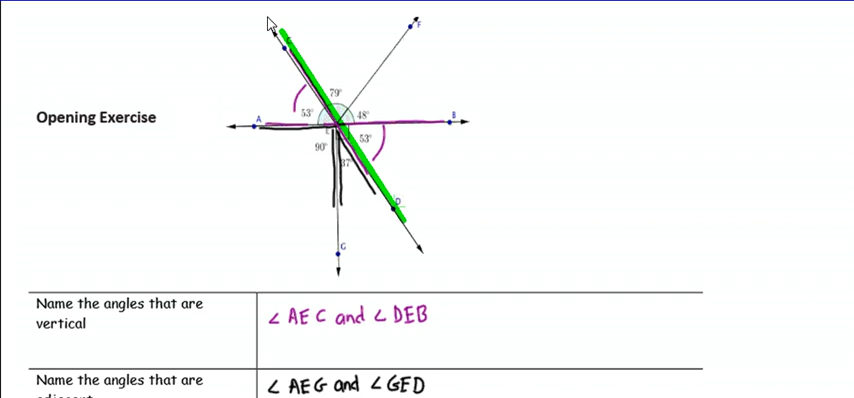 F
79°
Opening Exercise
A
53°
48°
B
E
90°
53°
37°
D
G
Name the angles that are
vertical
∠ AEC and ∠ DEB
Name the angles that are
∠ AEG and ∠ GED